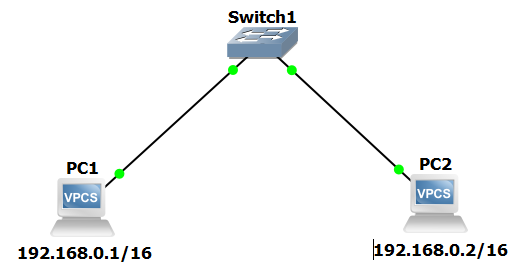 Switch1
PC1
PC2
VPCS
VPCS
192.168.0.1/16
192.168.0.2/16